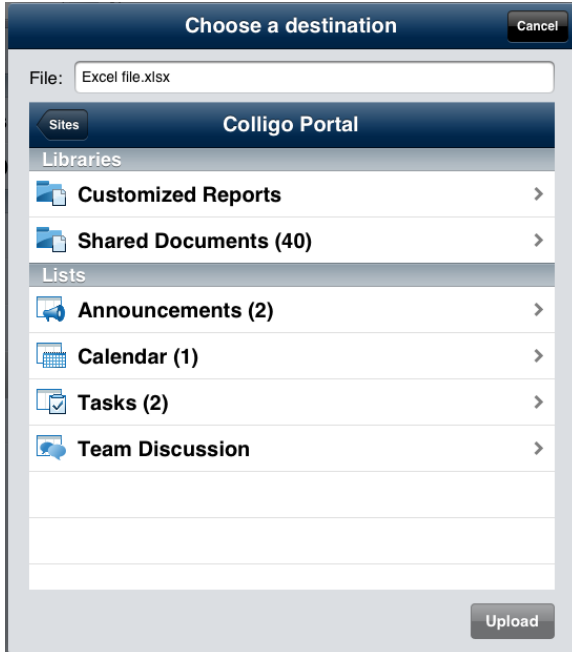 Choose a destination
Cancel
File: Excel file.xlsx
Sites
Colligo Portal
Libraries
Customized Reports
Shared Documents (40)
Lists
Announcements (2)
Calendar (1)
Tasks (2)
Team Discussion
Upload